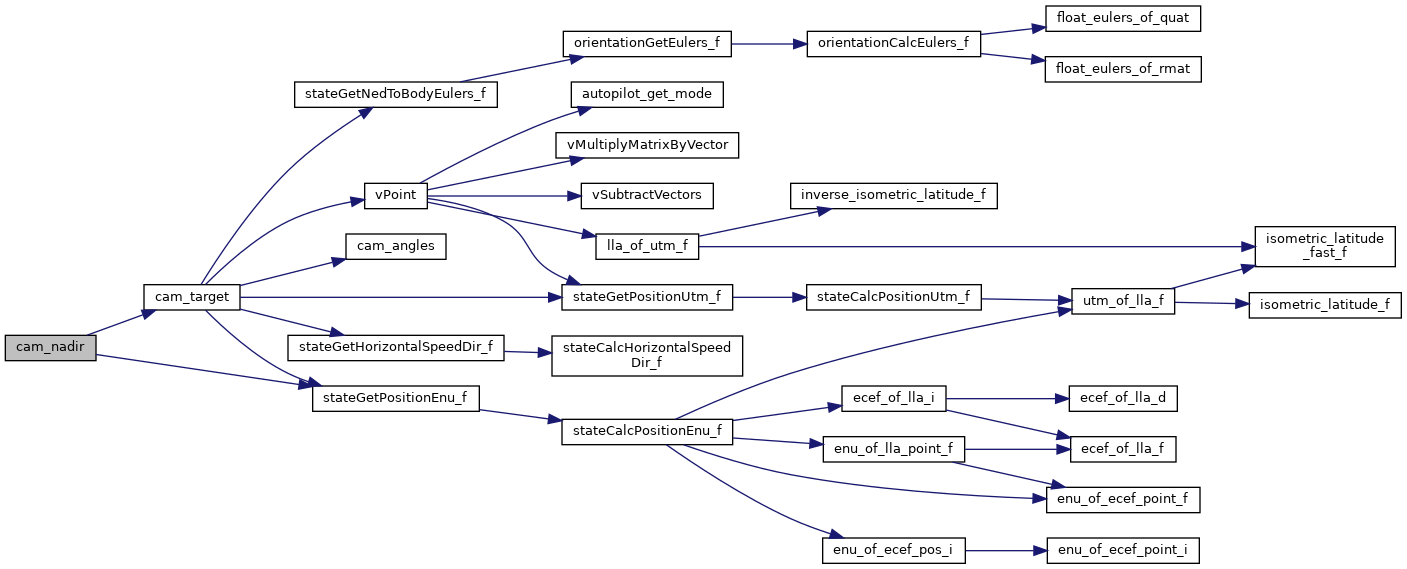 float_eulers_of_quat
orientationGetEulers_f
orientationCalcEulers_f
float_eulers_of_rmat
stateGetNedToBodyEulers_f
autopilot_get_mode
vMultiplyMatrixByVector
vPoint
vSubtractVectors
inverse_isometric_latitude_f
cam_angles
lla_of_utm_f
isometric_latitude
_fast_f
cam_target
stateGetPositionUtm_f
stateCalcPositionUtm_f
utm_of_lla_f
isometric_latitude_f
cam_nadir
stateGetHorizontalSpeedDir_f
stateCalcHorizontalSpeed
Dir_f
stateGetPositionEnu_f
ecef_of_lla_i
ecef_of_lla_d
stateCalcPositionEnu_f
enu_of_lla_point_f
ecef_of_lla_f
enu_of_ecef_point_f
enu_of_ecef_pos_i
enu_of_ecef_point_i